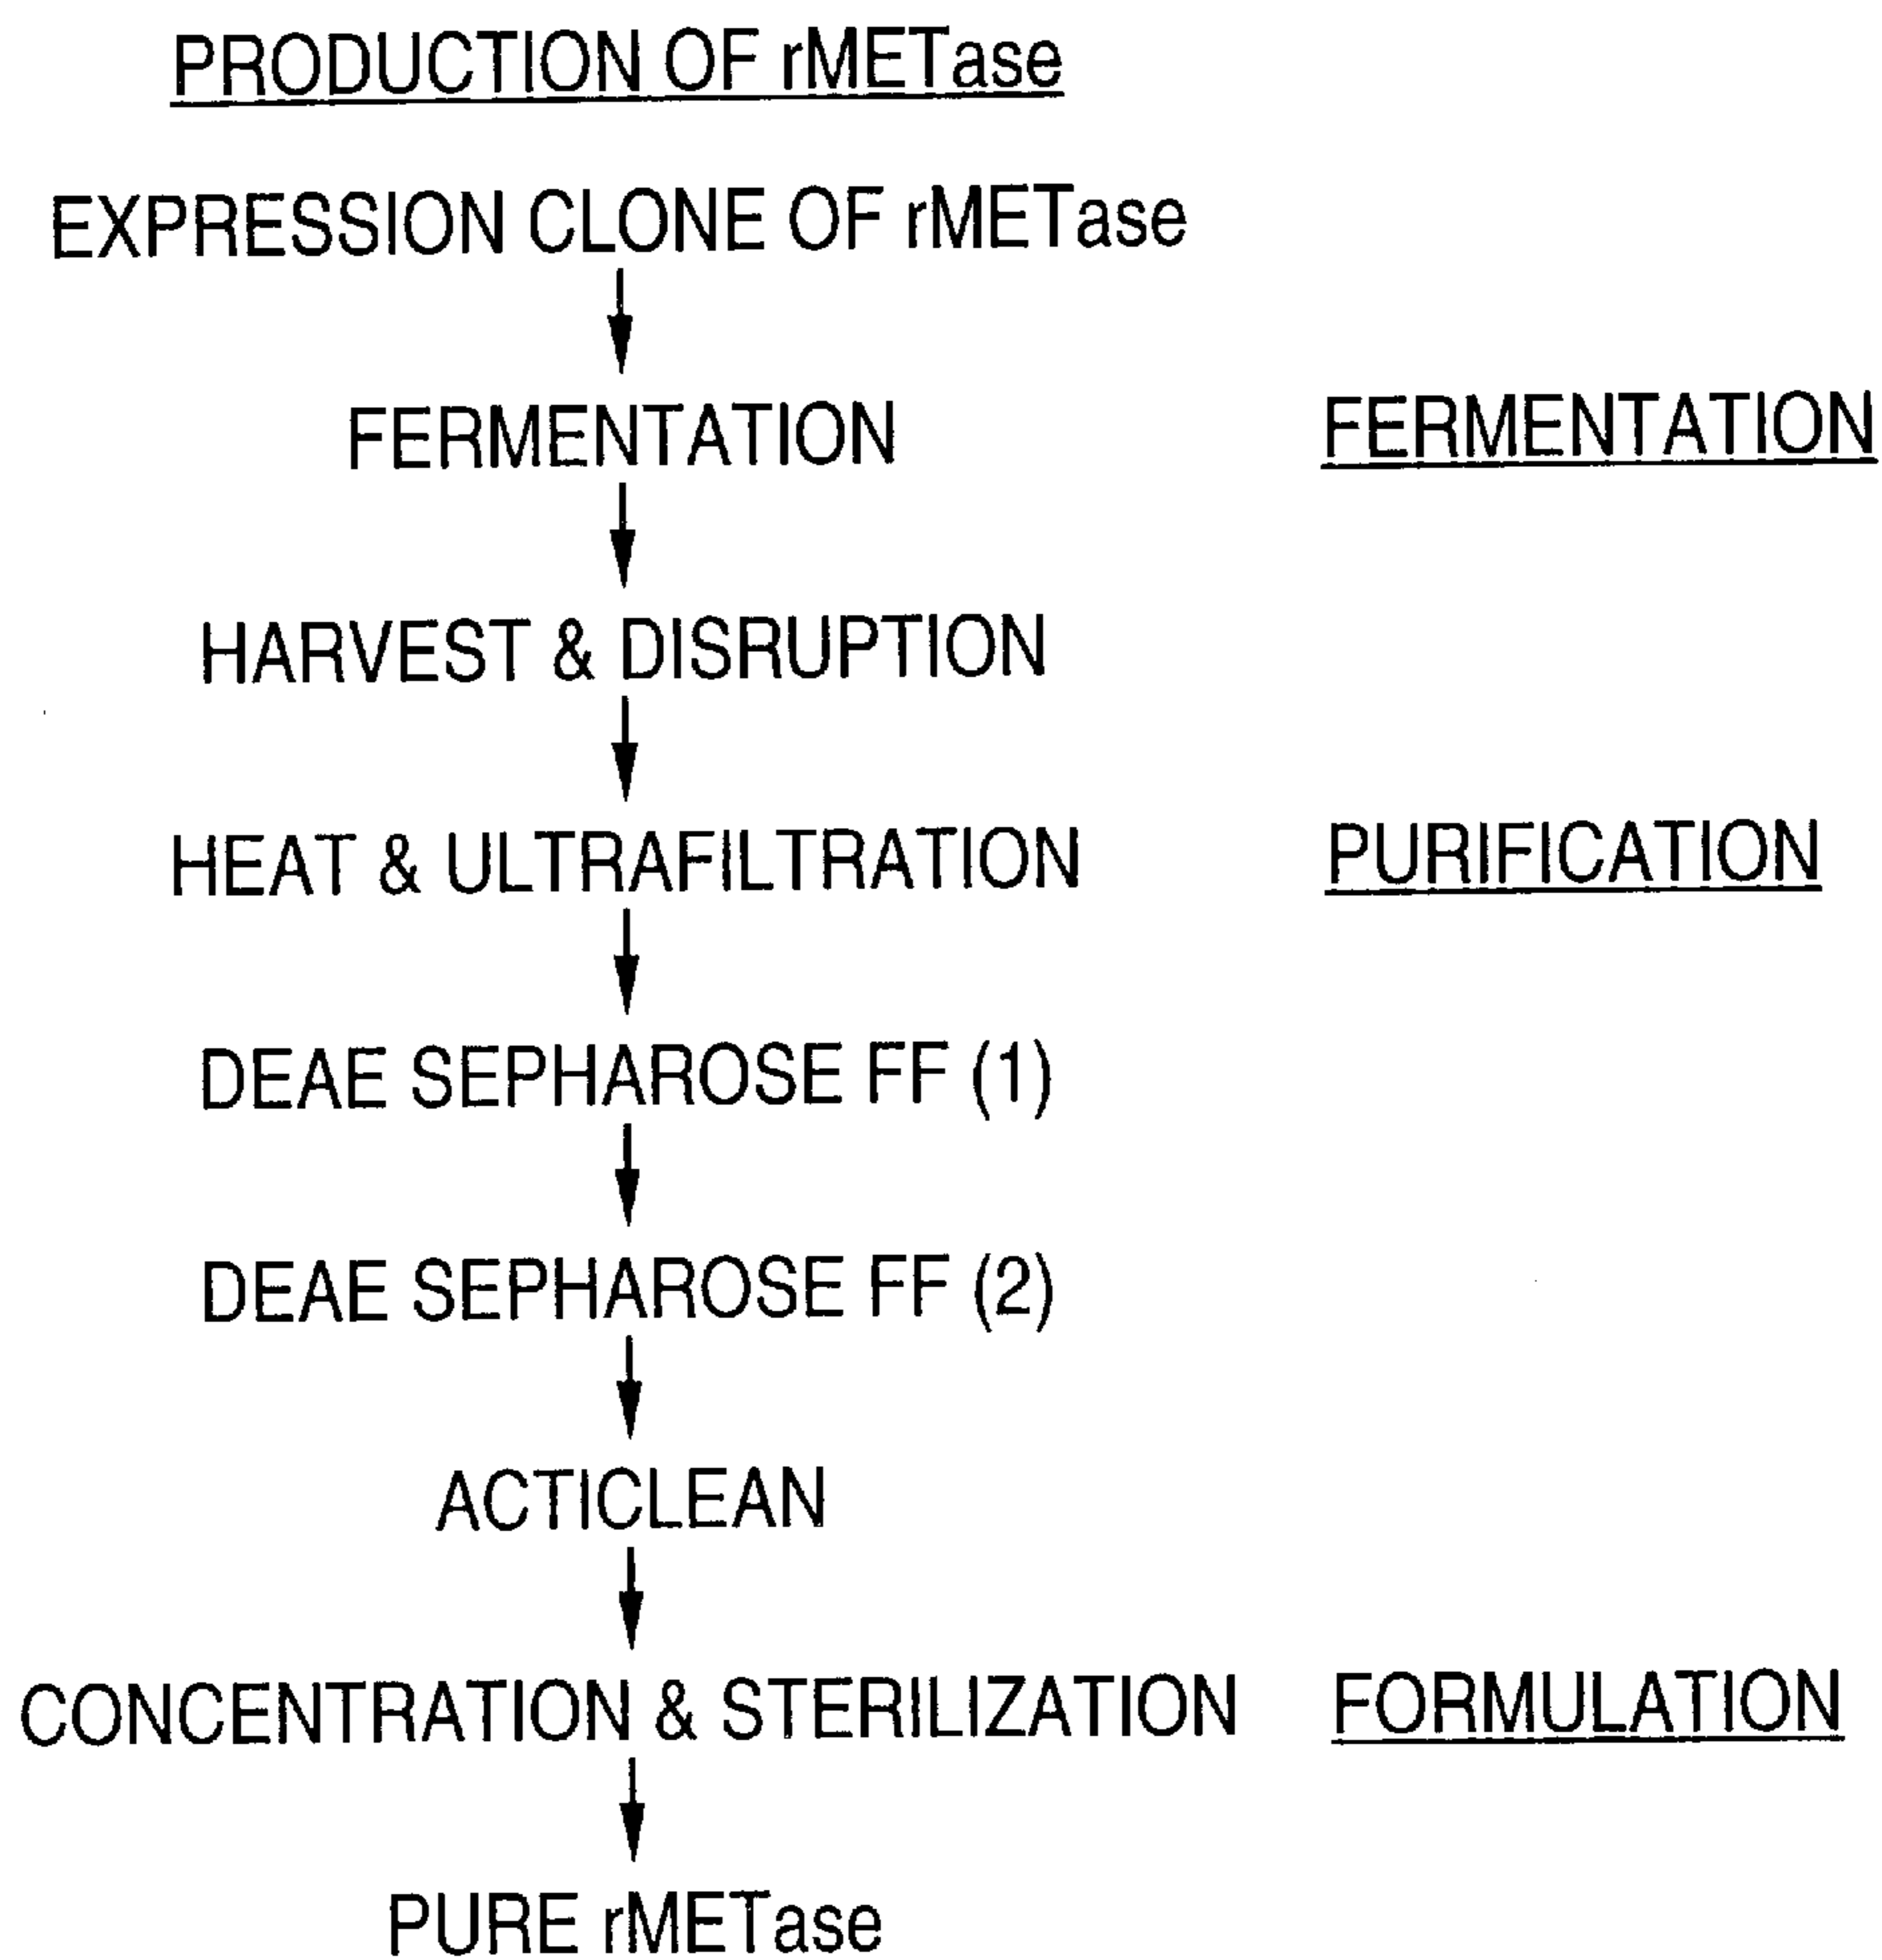 PRODUCTION OF rMETase
EXPRESSION CLONE OF rMETase
FERMENTATION
FERMENTATION
HARVEST & DISRUPTION
HEAT & ULTRAFILTRATION
PURIFICATION
DEAE SEPHAROSE FF (1)
DEAE SEPHAROSE FF (2)
ACTICLEAN
CONCENTRATION & STERILIZATION
FORMULATION
PURE rMETase